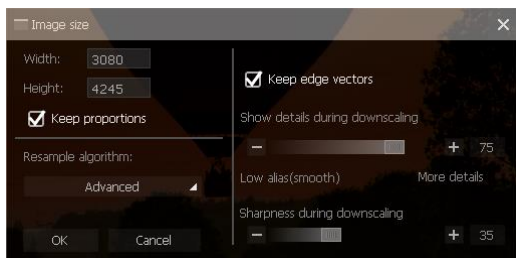 Image size
Width: 3080
Height: 4245
Keep proportions
Resample algorithm:
Advanced
OK Cancel
Keep edge vectors
Show details during downscaling
75
Low alias(smooth) More details
Sharpness during downscaling
35